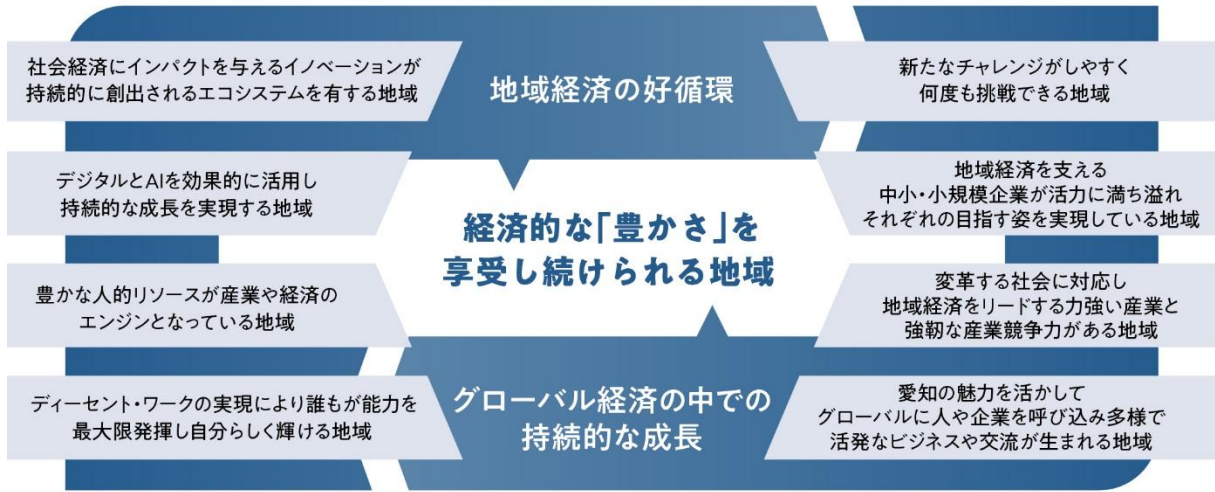 社会経済にインパクトを与えるイノベーションが
持続的に創出されるエコシステムを有する地域
地域経済の好循環
新たなチャレンジがしやすく
何度も挑戦できる地域
デジタルとAIを効果的に活用し
持続的な成長を実現する地域
地域経済を支える
中小・小規模企業が活力に満ち溢れ
それぞれの目指す姿を実現している地域
経済的な「豊かさ」を
享受し続けられる地域
豊かな人的リソースが産業や経済の
エンジンとなっている地域
変革する社会に対応し
地域経済をリードする力強い産業と
強靭な産業競争力がある地域
ディーセント・ワークの実現により誰もが能力を
最大限発揮し自分らしく輝ける地域
グローバル経済の中での
持続的な成長
愛知の魅力を活かして
グローバルに人や企業を呼び込み多様で
活発なビジネスや交流が生まれる地域